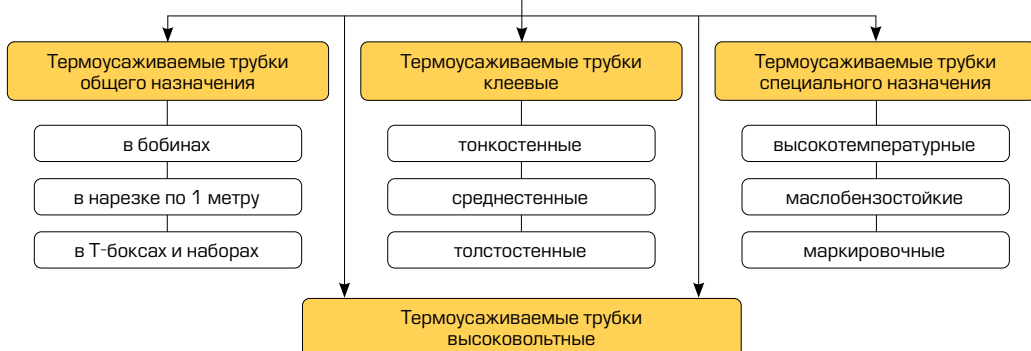 Термоусаживаемые трубки
общего назначения
в бобинах
в нарезке по 1 метру
в Т-боксах и наборах
Термоусаживаемые трубки
клеевые
тонкостенные
среднестенные
толстостенные
Термоусаживаемые трубки
специального назначения
высокотемпературные
маслобензостойкие
маркировочные
Термоусаживаемые трубки
высоковольтные